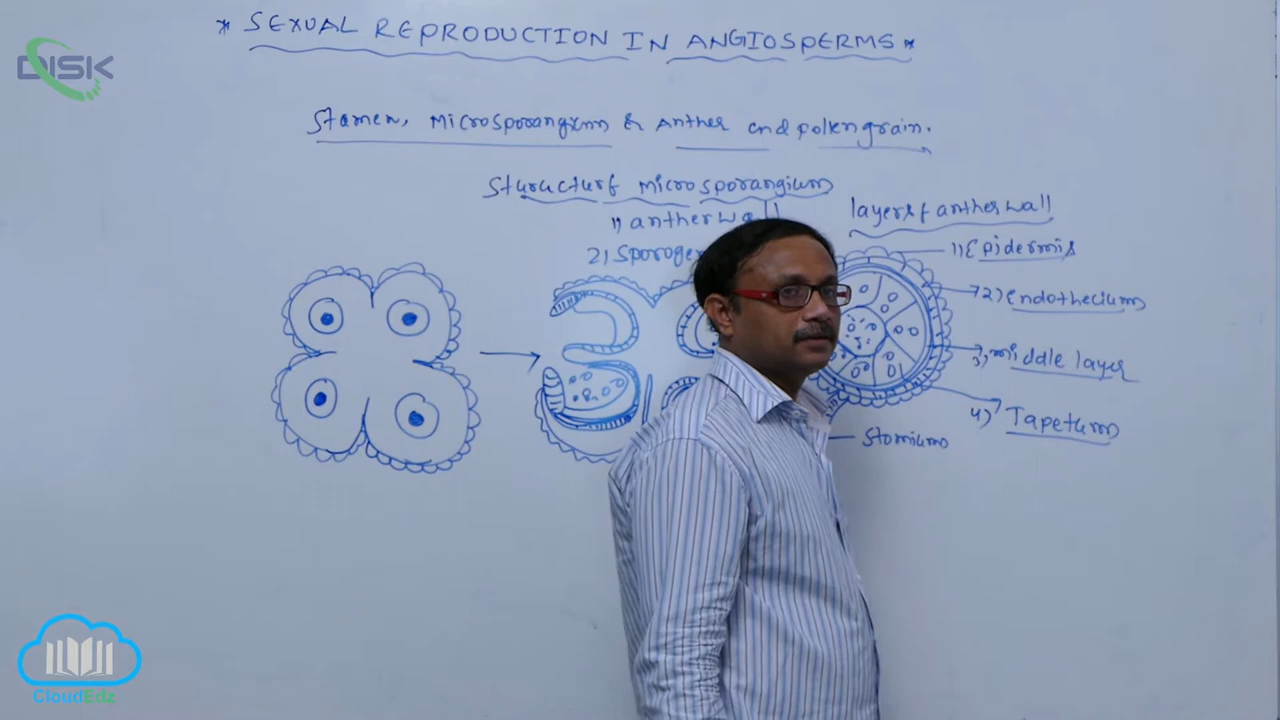 * SEXUAL REPRODUCTION IN ANGIOSPERMS *
DISK
Stamen, Microsporangium & Anther and pollengrain.
Structure of Microsporangium
1) anther wall
2) Sporoge
layers of anther wall
1) Epidermis
2) Endothecium
3) middle layer
4) Tapetum
Stomium
CloudEdz